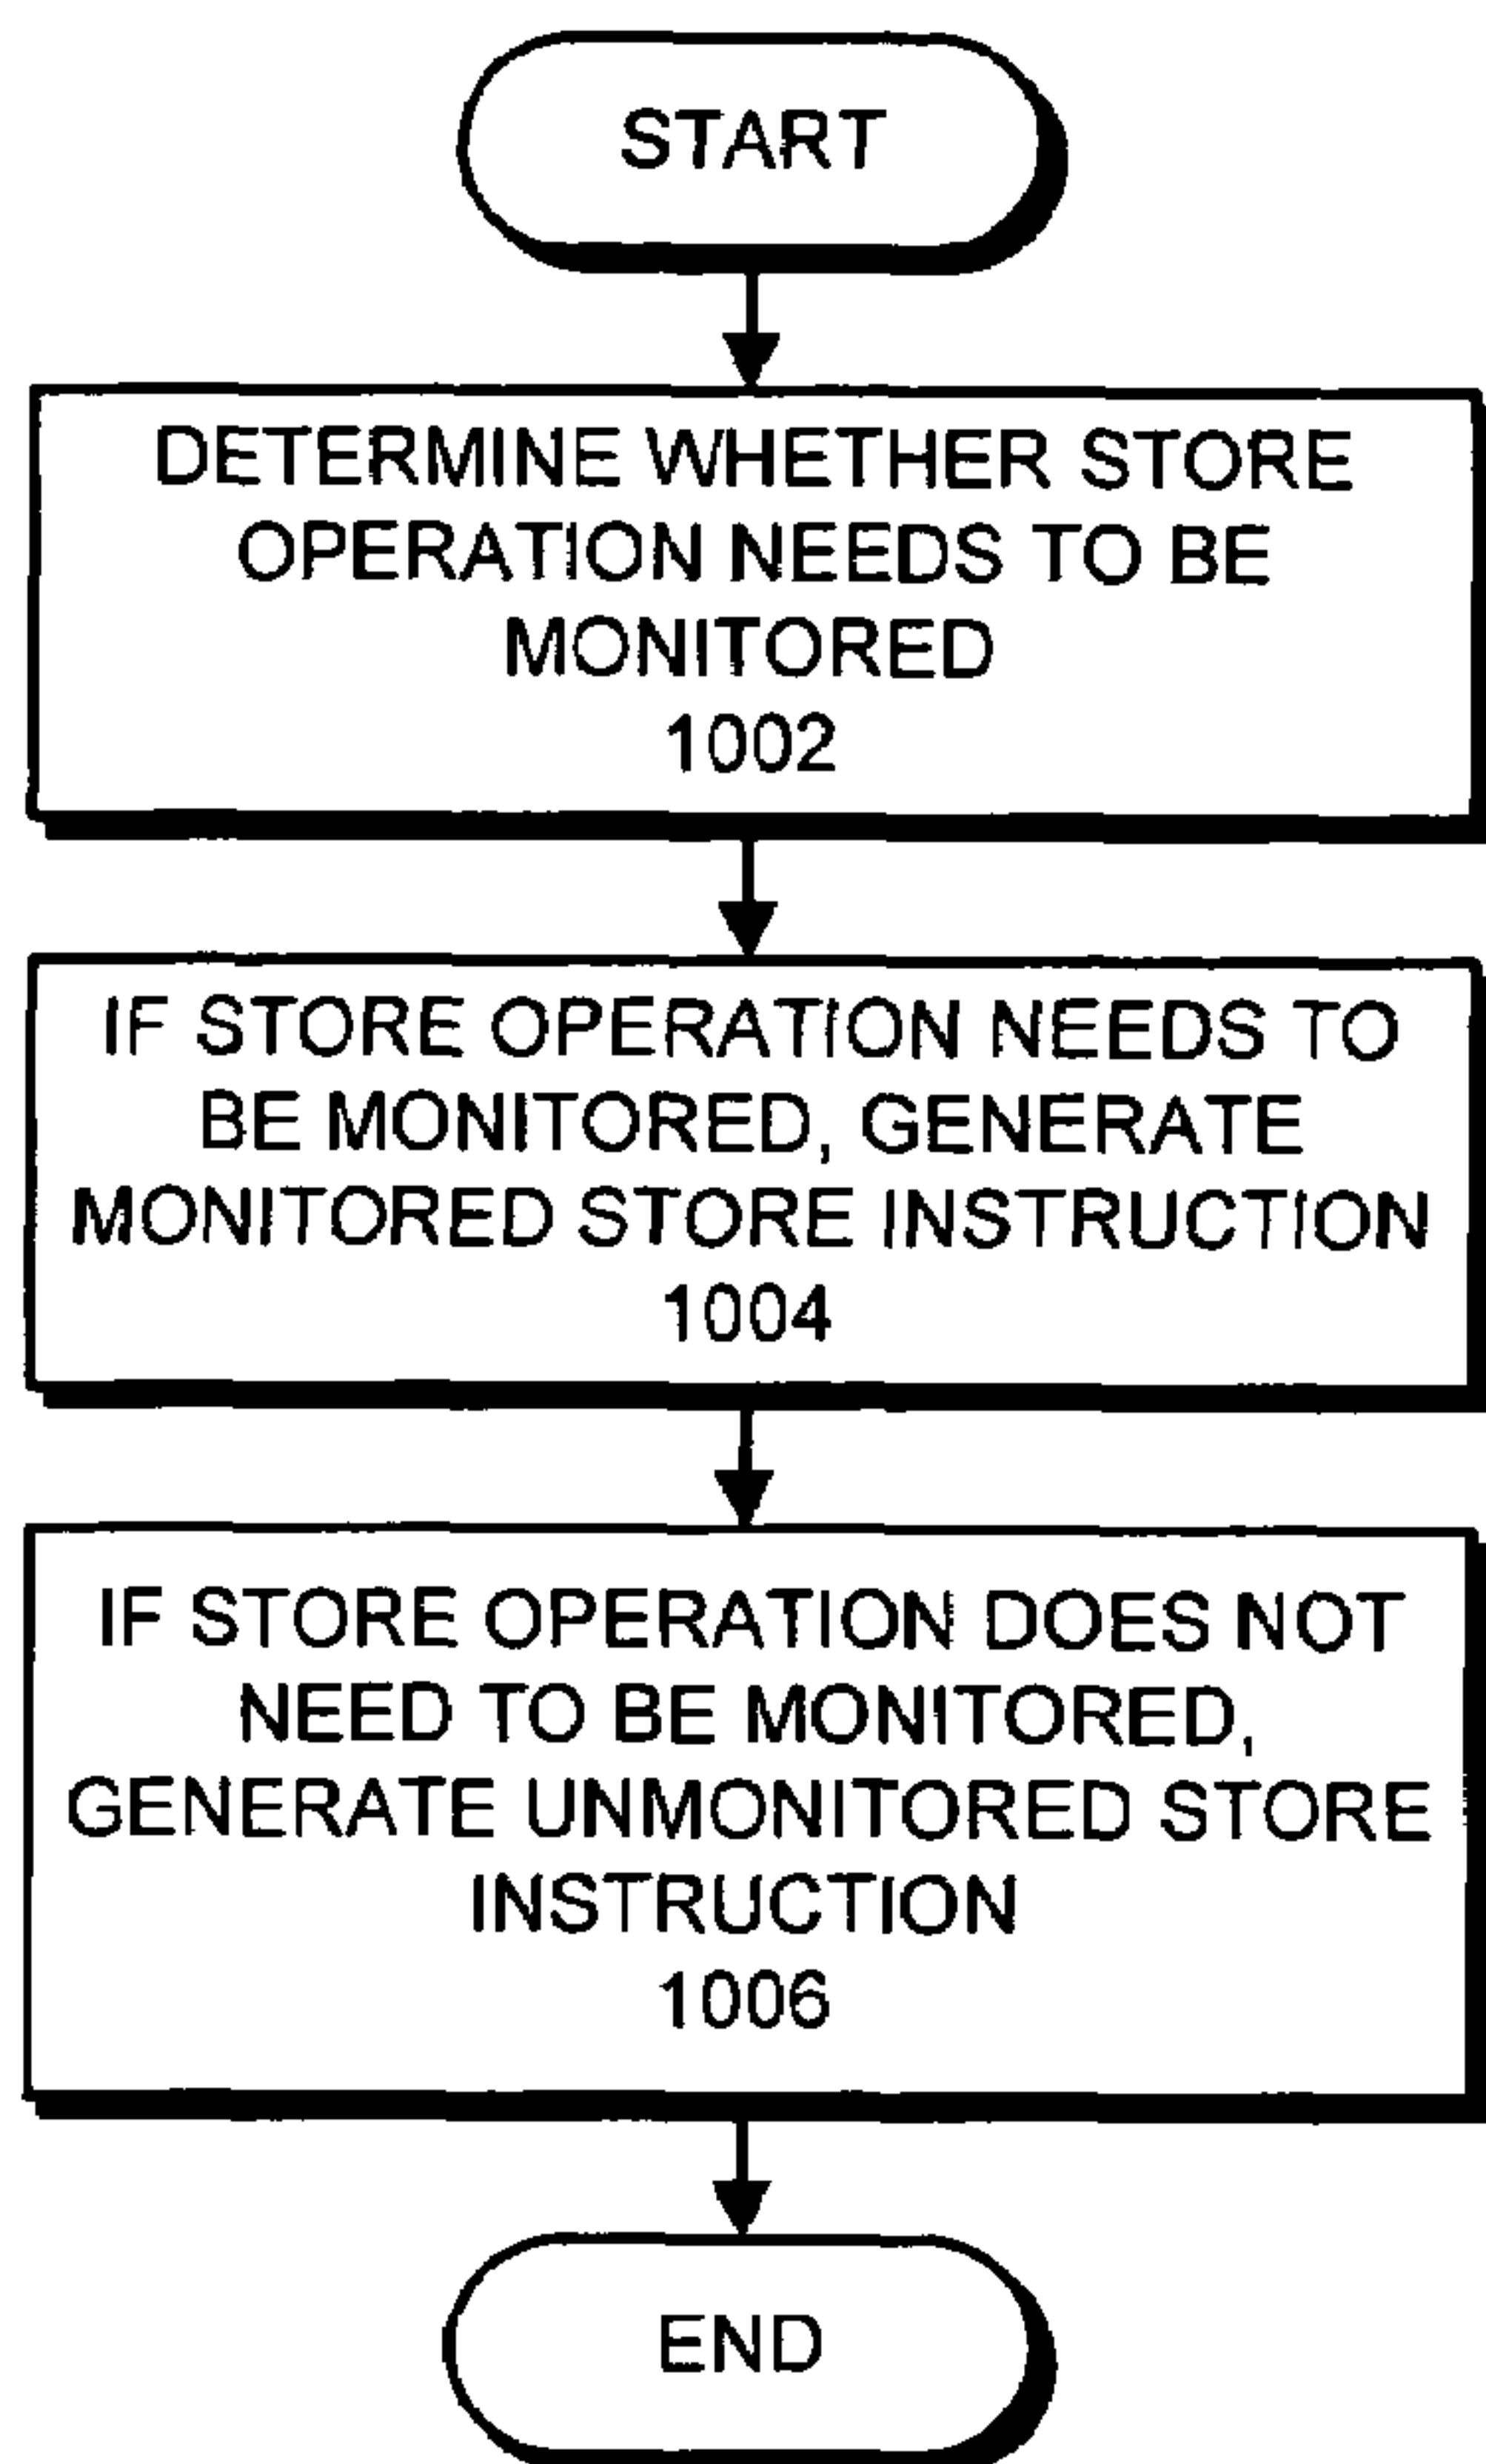 START
DETERMINE WHETHER STORE
OPERATION NEEDS TO BE
MONITORED
1002
IF STORE OPERATION NEEDS TO
BE MONITORED, GENERATE
MONITORED STORE INSTRUCTION
1004
IF STORE OPERATION DOES NOT
NEED TO BE MONITORED,
GENERATE UNMONITORED STORE
INSTRUCTION
1006
END